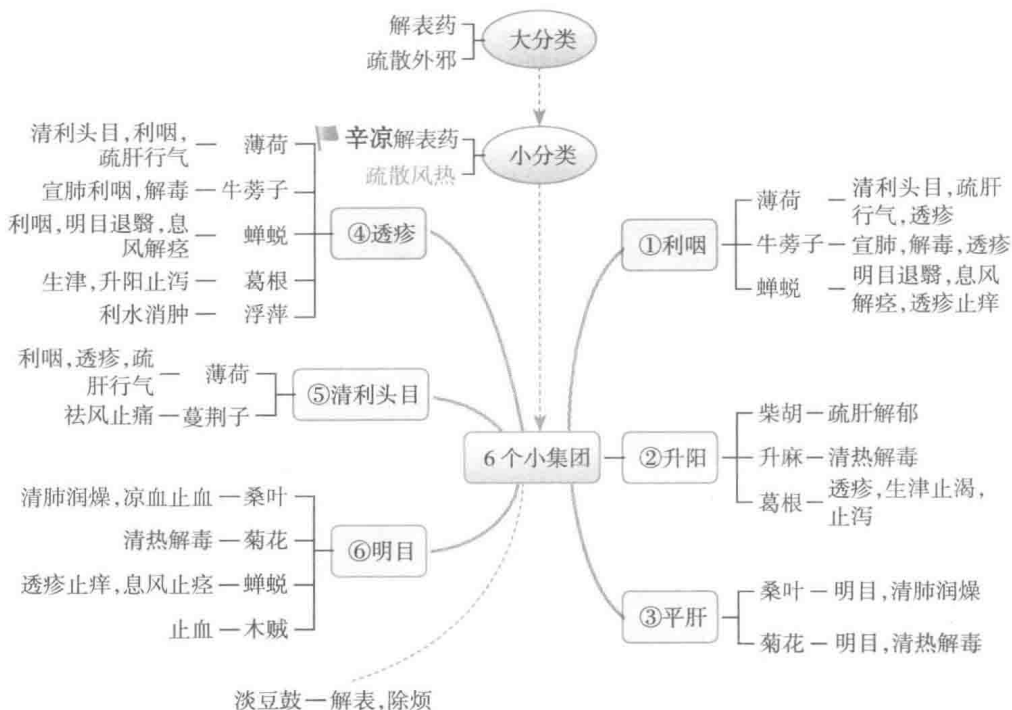 解表药
疏散外邪
大分类
辛凉解表药
疏散风热
小分类
6个小集团
①利咽
薄荷
清利头目,疏肝
行气,透疹
牛蒡子
宣肺,解毒,透疹
蝉蜕
明目退翳,息风
解痉,透疹止痒
②升阳
柴胡
疏肝解郁
升麻
清热解毒
葛根
透疹,生津止渴,
止泻
③平肝
桑叶
明目,清肺润燥
菊花
明目,清热解毒
④透疹
清利头目,利咽,
疏肝行气
薄荷
宣肺利咽,解毒
牛蒡子
利咽,明目退翳,息
风解痉
蝉蜕
生津,升阳止泻
葛根
利水消肿
浮萍
⑤清利头目
利咽,透疹,疏
肝行气
薄荷
祛风止痛
蔓荆子
⑥明目
清肺润燥,凉血止血
桑叶
清热解毒
菊花
透疹止痒,息风止痉
蝉蜕
止血
木贼
淡豆鼓
解表,除烦